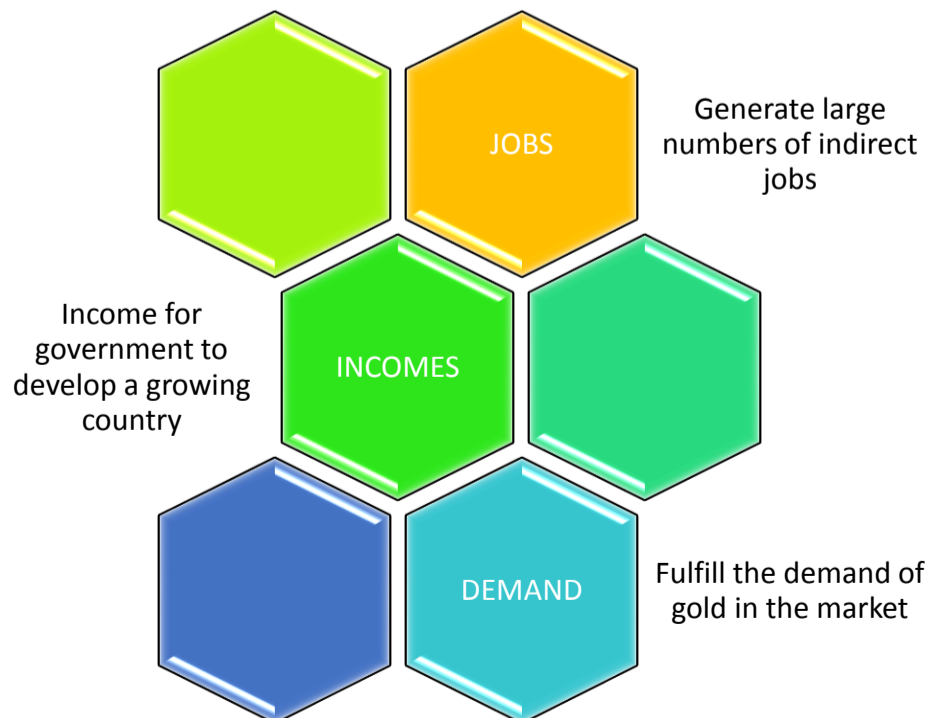 JOBS
Generate large
numbers of indirect
jobs
Income for
government to
develop a growing
country
INCOMES
DEMAND
Fulfill the demand of
gold in the market